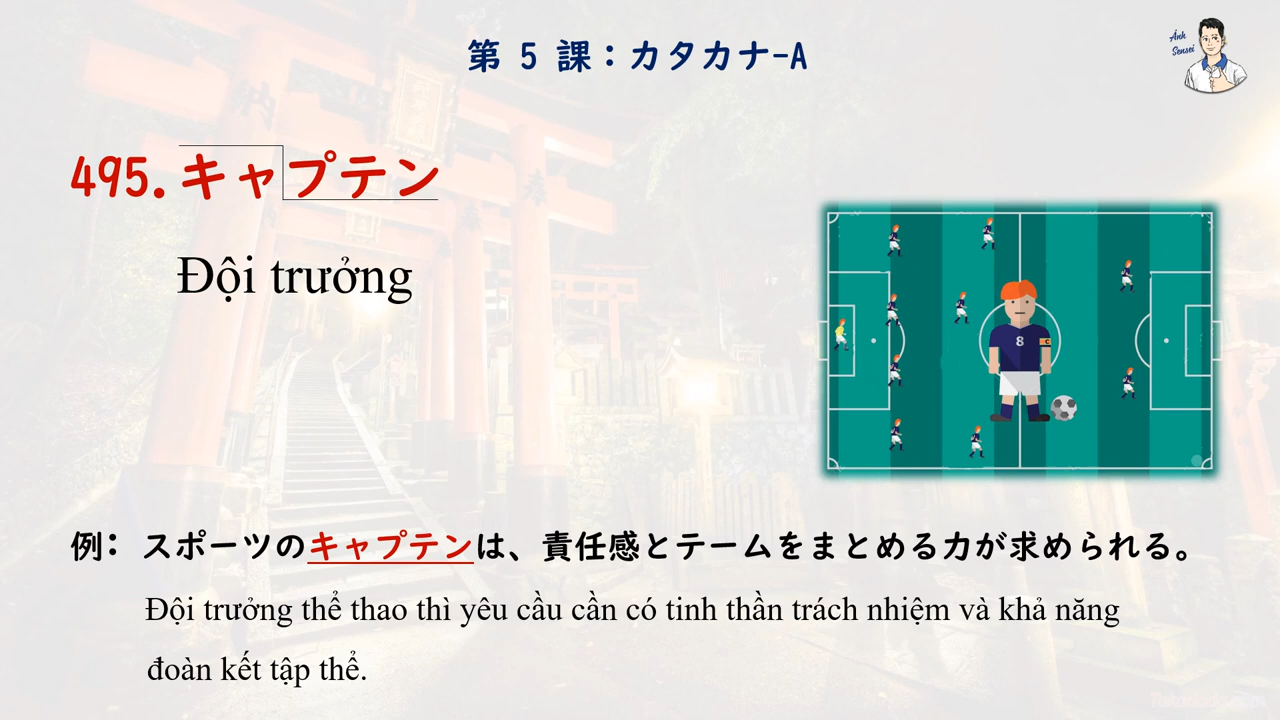 第 5 課：カタカナ-A
Anh
Sensei
495. キャプテン
Đội trưởng
8
C
例： スポーツのキャプテンは、責任感とテームをまとめる力が求められる。
Đội trưởng thể thao thì yêu cầu cần có tinh thần trách nhiệm và khả năng
đoàn kết tập thể.